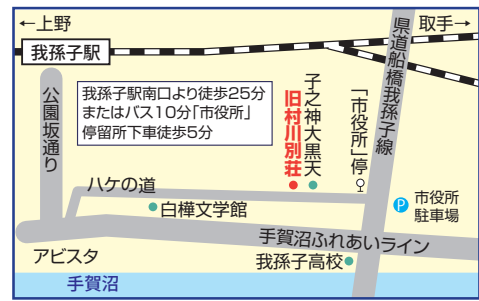 ←上野
取手→
我孫子駅
県道船橋我孫子線
公園坂通り
我孫子駅南口より徒歩25分
またはバス10分「市役所」
停留所下車徒歩5分
旧村川別荘
子之神大黒天
「市役所」停
ハケの道
白樺文学館
P
市役所
駐車場
手賀沼ふれあいライン
アビスタ
我孫子高校
手賀沼